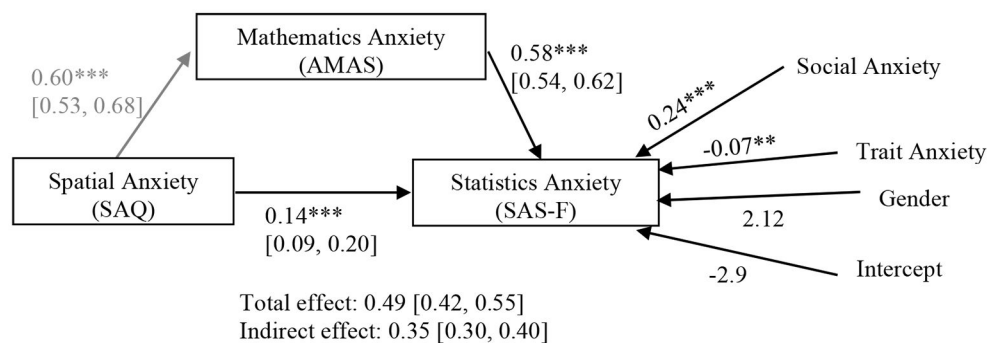 Mathematics Anxiety
(AMAS)
0.60***
[0.53, 0.68]
0.58***
[0.54, 0.62]
Social Anxiety
0.24***
-0.07**
Trait Anxiety
Spatial Anxiety
(SAQ)
0.14***
[0.09, 0.20]
Statistics Anxiety
(SAS-F)
Gender
2.12
Intercept
-2.9
Total effect: 0.49 [0.42, 0.55]
Indirect effect: 0.35 [0.30, 0.40]